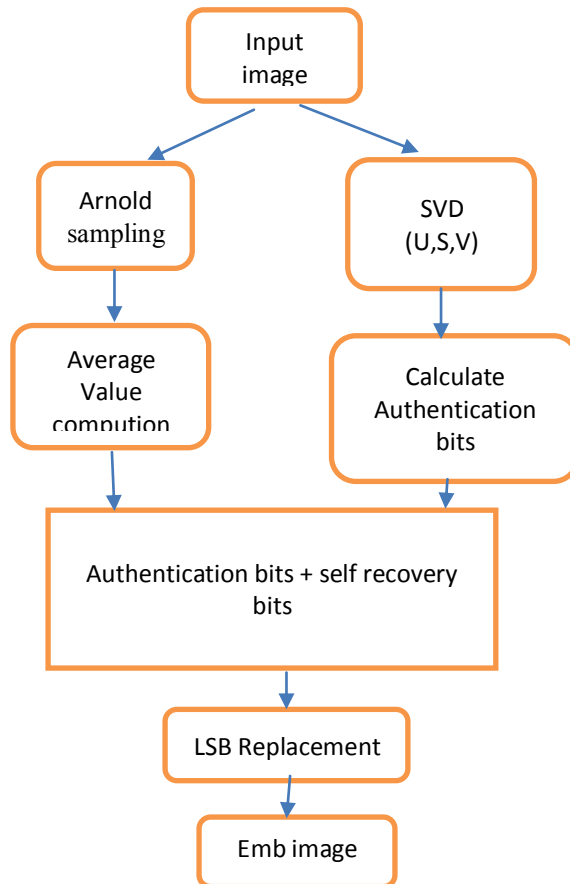 Input
image
Arnold
sampling
SVD
(U,S,V)
Average
Value
compution
Calculate
Authentication
bits
Authentication bits + self recovery
bits
LSB Replacement
Emb image